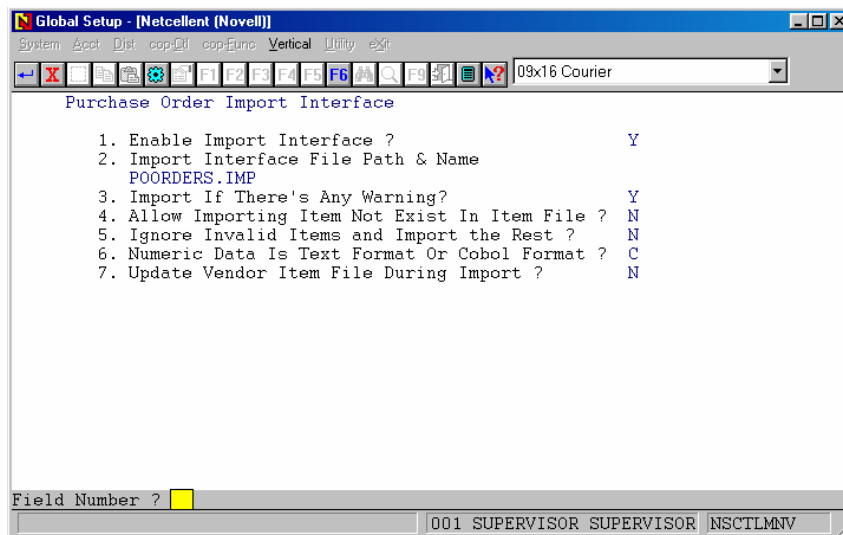 Global Setup - [Netcellent (Novell)]
System Acct Dist cop-Ctl cop-Func Vertical Utility eXit
X F1 F2 F3 F4 F5 F6 F9 09x16 Courier
Purchase Order Import Interface
1. Enable Import Interface ? Y
2. Import Interface File Path & Name
POORDERS.IMP
3. Import If There's Any Warning? Y
4. Allow Importing Item Not Exist In Item File ? N
5. Ignore Invalid Items and Import the Rest ? N
6. Numeric Data Is Text Format Or Cobol Format ? C
7. Update Vendor Item File During Import ? N
Field Number ?
001 SUPERVISOR SUPERVISOR NSCTLMNV